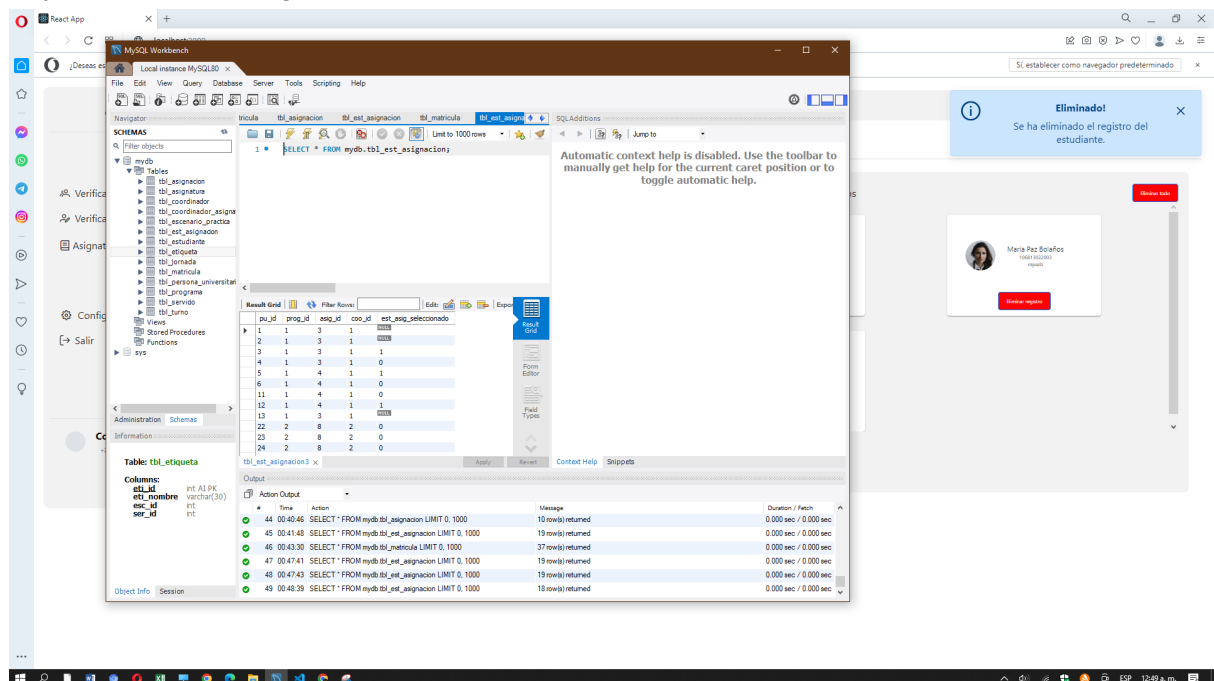 React App
¿Deseas es
Sí, establecer como navegador predeterminado
MySQL Workbench
Local instance MySQL80
File Edit View Query Database Server Tools Scripting Help
Navigator
SCHEMAS
Filter objects
mydb
Tables
tbl_asignacion
tbl_asignatura
tbl_coordinador
tbl_coordinador_asigna
tbl_escenario_practica
tbl_est_asignacion
tbl_estudiante
tbl_etiqueta
tbl_jornada
tbl_matricula
tbl_persona_universitari
tbl_programa
tbl_servicio
tbl_turno
Views
Stored Procedures
Functions
sys
Administration Schemas
Information
Table: tbl_etiqueta
Columns:
eti_id int AI PK
eti_nombre varchar(30)
esc_id int
ser_id int
Object Info Session
tricula tbl_asignacion tbl_est_asignacion tbl_matricula tbl_est_asigna
Limit to 1000 rows
1 SELECT * FROM mydb.tbl_est_asignacion;
Result Grid Filter Rows: Edit: Expor
pu_id prog_id asig_id coo_id est_asig_seleccionado
1 1 3 1 NULL
2 1 3 1 NULL
3 1 3 1 1
4 1 3 1 0
5 1 4 1 1
6 1 4 1 0
11 1 4 1 0
12 1 4 1 1
13 1 3 1 NULL
22 2 8 2 0
23 2 8 2 0
24 2 8 2 0
Result Grid
Form Editor
Field Types
tbl_est_asignacion3 Apply Revert
SQLAdditions
Jump to
Automatic context help is disabled. Use the toolbar to
manually get help for the current caret position or to
toggle automatic help.
Context Help Snippets
Output
Action Output
# Time Action Message Duration / Fetch
44 00:40:46 SELECT * FROM mydb.tbl_asignacion LIMIT 0, 1000 10 row(s) returned 0.000 sec / 0.000 sec
45 00:41:48 SELECT * FROM mydb.tbl_est_asignacion LIMIT 0, 1000 19 row(s) returned 0.000 sec / 0.000 sec
46 00:43:30 SELECT * FROM mydb.tbl_matricula LIMIT 0, 1000 37 row(s) returned 0.000 sec / 0.000 sec
47 00:47:41 SELECT * FROM mydb.tbl_est_asignacion LIMIT 0, 1000 19 row(s) returned 0.000 sec / 0.000 sec
48 00:47:43 SELECT * FROM mydb.tbl_est_asignacion LIMIT 0, 1000 19 row(s) returned 0.000 sec / 0.000 sec
49 00:48:39 SELECT * FROM mydb.tbl_est_asignacion LIMIT 0, 1000 18 row(s) returned 0.000 sec / 0.000 sec
Verifica
Verifica
Asignat
Config
Salir
Eliminado!
Se ha eliminado el registro del
estudiante.
os
Eliminar todo
Maria Paz Bolaños
Eliminar registro
ESP 12:49 a. m.